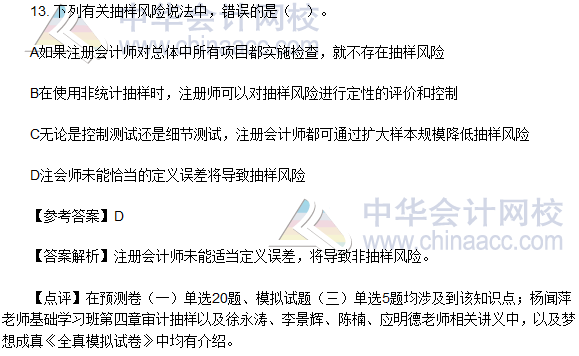 13. 下列有关抽样风险说法中，错误的是（　）。
A如果注册会计师对总体中所有项目都实施检查，就不存在抽样风险
B在使用非统计抽样时，注册师可以对抽样风险进行定性的评价和控制
C无论是控制测试还是细节测试，注册会计师都可通过扩大样本规模降低抽样风险
D注会师未能恰当的定义误差将导致抽样风险
【参考答案】D
【答案解析】注册会计师未能适当定义误差，将导致非抽样风险。
【点评】在预测卷（一）单选20题、模拟试题（三）单选5题均涉及到该知识点；杨闻萍
老师基础学习班第四章审计抽样以及徐永涛、李景辉、陈楠、应明德老师相关讲义中，以及梦
想成真《全真模拟试卷》中均有介绍。
中华会计网校
www.chinaacc.com
中华会计网校
www.chinaacc.com